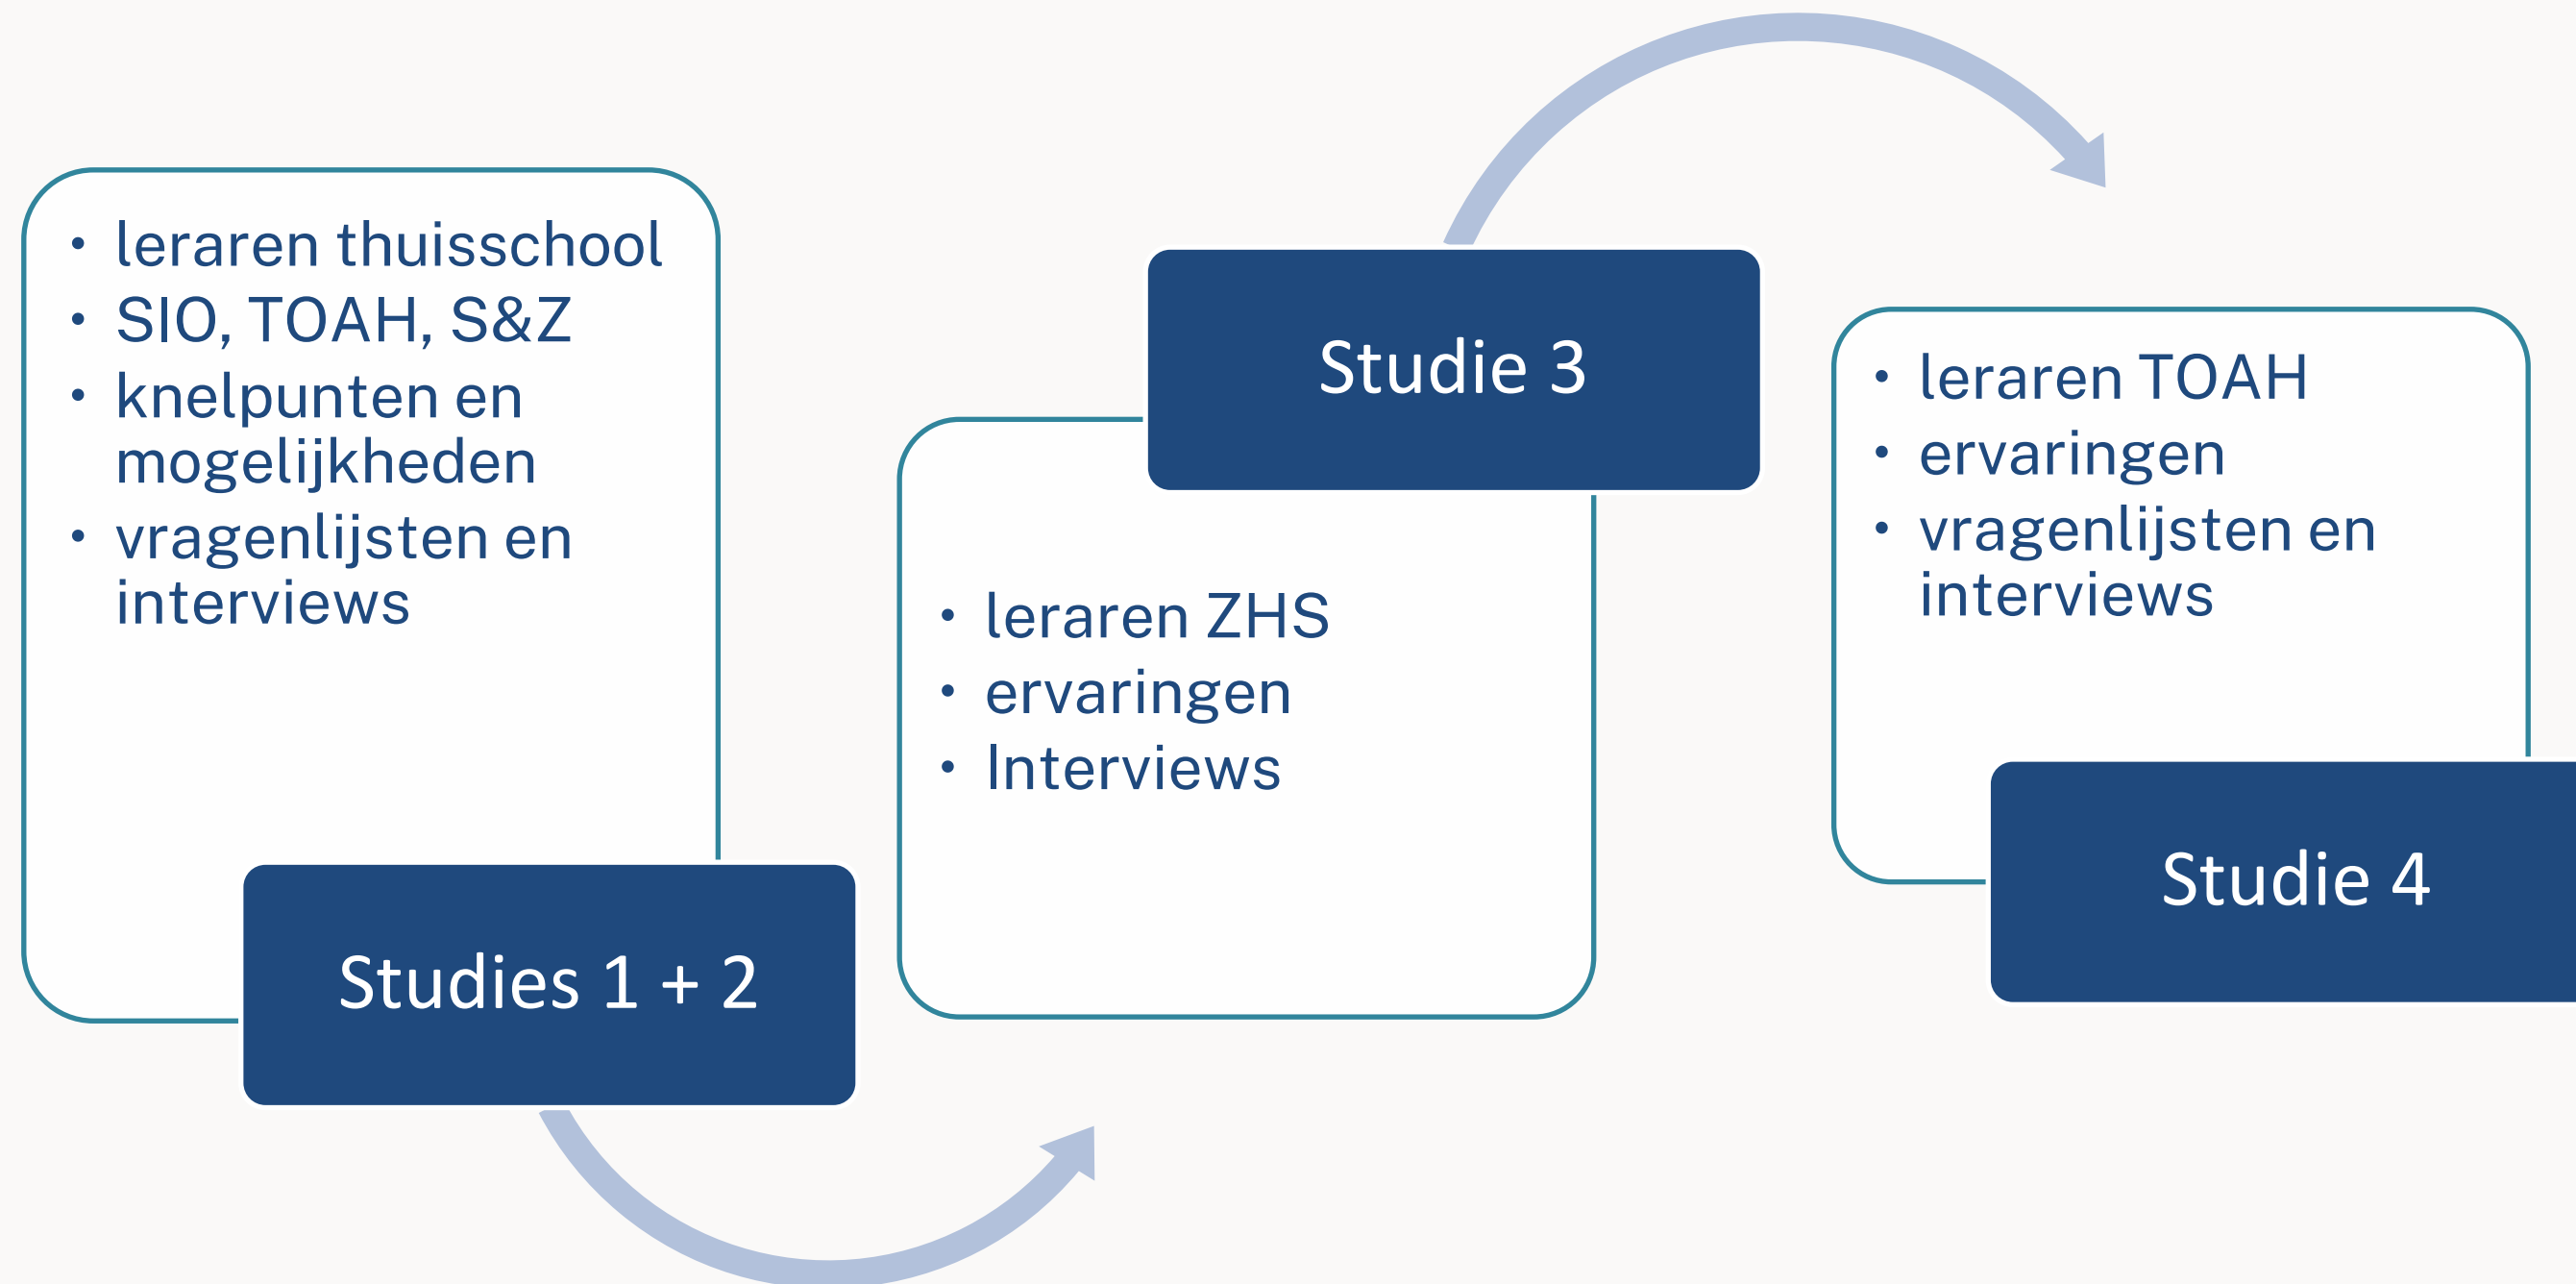 • leraren thuisschool
• SIO, TOAH, S&Z
• knelpunten en
mogelijkheden
• vragenlijsten en
interviews
Studies 1 + 2
Studie 3
• leraren ZHS
• ervaringen
• Interviews
• leraren TOAH
• ervaringen
• vragenlijsten en
interviews
Studie 4